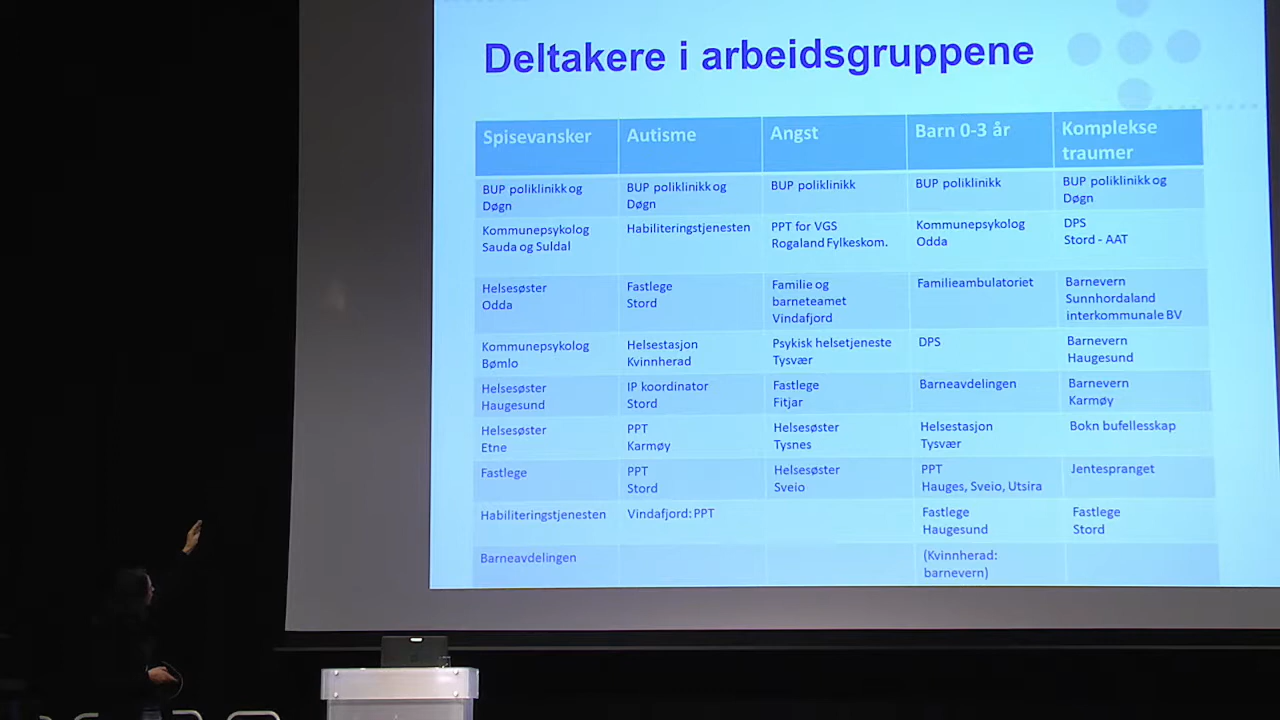 Deltakere i arbeidsgruppene
Spisevansker
Autisme
Angst
Barn 0-3 år
Komplekse
traumer
BUP poliklinikk og
Døgn
BUP poliklinikk og
Døgn
BUP poliklinikk
BUP poliklinikk
BUP poliklinikk og
Døgn
Kommunepsykolog
Sauda og Suldal
Habiliteringstjenesten
PPT for VGS
Rogaland Fylkeskom.
Kommunepsykolog
Odda
DPS
Stord - AAT
Helsesøster
Odda
Fastlege
Stord
Familie og
barneteamet
Vindafjord
Familieambulatoriet
Barnevern
Sunnhordaland
interkommunale BV
Kommunepsykolog
Bømlo
Helsestasjon
Kvinnherad
Psykisk helsetjeneste
Tysvær
DPS
Barnevern
Haugesund
Helsesøster
Haugesund
IP koordinator
Stord
Fastlege
Fitjar
Barneavdelingen
Barnevern
Karmøy
Helsesøster
Etne
PPT
Karmøy
Helsesøster
Tysnes
Helsestasjon
Tysvær
Bokn bufellesskap
Fastlege
PPT
Stord
Helsesøster
Sveio
PPT
Hauges, Sveio, Utsira
Jentespranget
Habiliteringstjenesten
Vindafjord: PPT
Fastlege
Haugesund
Fastlege
Stord
Barneavdelingen
(Kvinnherad:
barnevern)